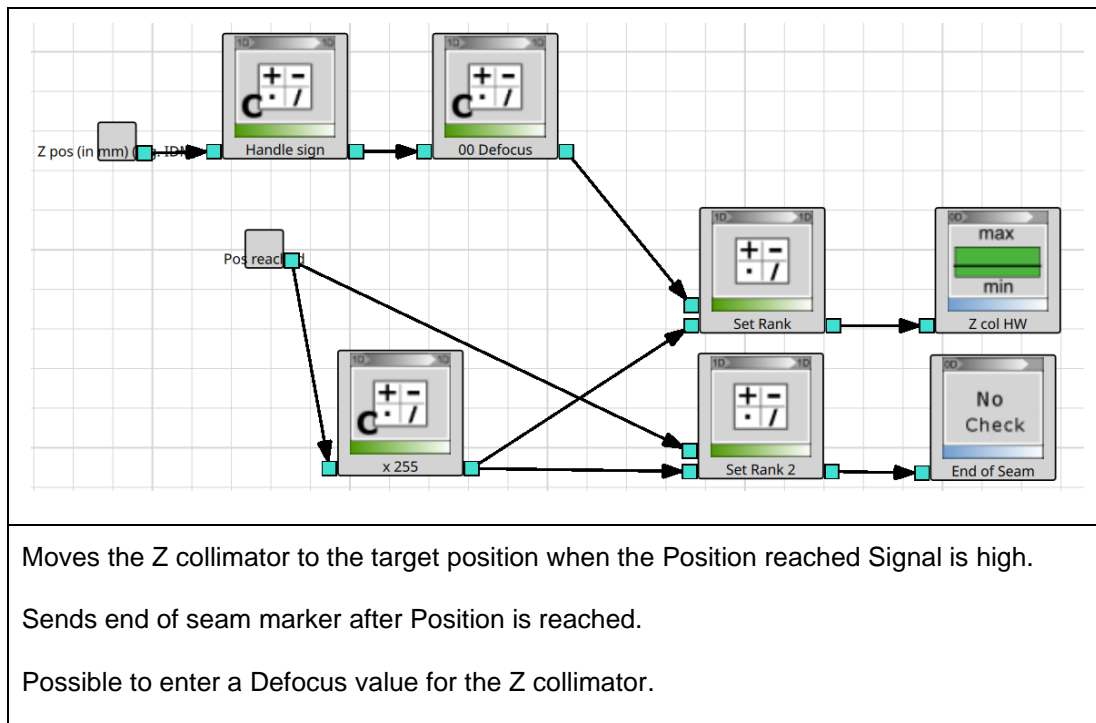 1D 1D
+ -
C · /
Handle sign
1D 1D
+ -
C · /
00 Defocus
Z pos (in mm) (
Pos reached
1D 1D
+ -
· /
Set Rank
0D
max
min
Z col HW
1D 1D
+ -
C · /
x 255
1D 1D
+ -
· /
Set Rank 2
0D
No
Check
End of Seam
Moves the Z collimator to the target position when the Position reached Signal is high.
Sends end of seam marker after Position is reached.
Possible to enter a Defocus value for the Z collimator.